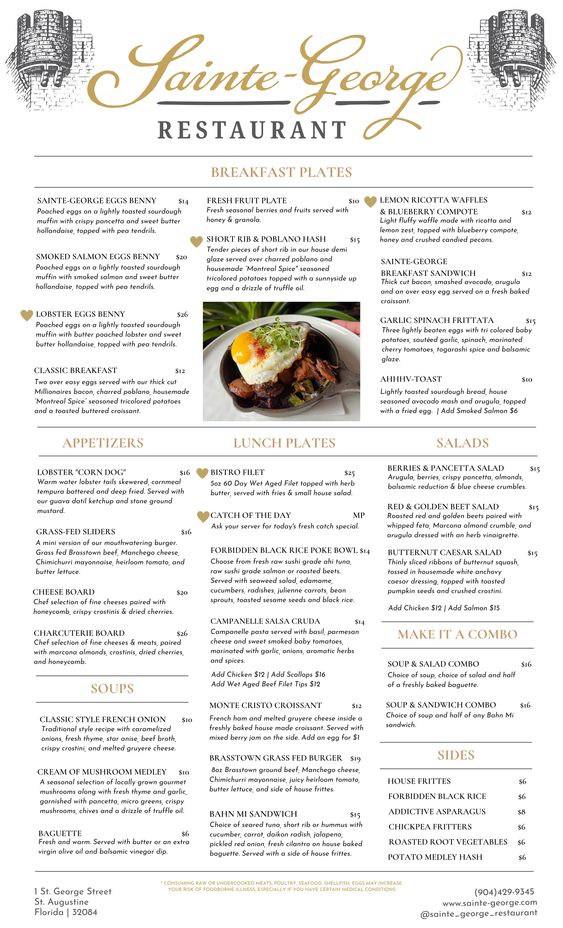 Sainte-George
RESTAURANT
BREAKFAST PLATES
SAINTE-GEORGE EGGS BENNY $14
Poached eggs on a lightly toasted sourdough
muffin with crispy pancetta and sweet butter
hollandaise, topped with pea tendrils.
SMOKED SALMON EGGS BENNY $20
Poached eggs on a lightly toasted sourdough
muffin with smoked salmon and sweet butter
hollandaise, topped with pea tendrils.
LOBSTER EGGS BENNY $26
Poached eggs on a lightly toasted sourdough
muffin with butter poached lobster and sweet
butter hollandaise, topped with pea tendrils.
CLASSIC BREAKFAST $12
Two over easy eggs served with our thick cut
Millionaires bacon, charred poblano, housemade
'Montreal Spice' seasoned tricolored potatoes
and a toasted buttered croissant.
FRESH FRUIT PLATE $10
Fresh seasonal berries and fruits served with
honey & granola.
SHORT RIB & POBLANO HASH $15
Tender pieces of short rib in our house demi
glaze served over charred poblano and
housemade 'Montreal Spice" seasoned
tricolored potatoes topped with a sunnyside up
egg and a drizzle of truffle oil.
LEMON RICOTTA WAFFLES
& BLUEBERRY COMPOTE $12
Light fluffy waffle made with ricotta and
lemon zest, topped with blueberry compote,
honey and crushed candied pecans.
SAINTE-GEORGE
BREAKFAST SANDWICH $12
Thick cut bacon, smashed avocado, arugula
and an over easy egg served on a fresh baked
croissant.
GARLIC SPINACH FRITTATA $15
Three lightly beaten eggs with tri colored baby
potatoes, sautéed garlic, spinach, marinated
cherry tomatoes, togarashi spice and balsamic
glaze.
AHHHV-TOAST $10
Lightly toasted sourdough bread, house
seasoned avocado mash and arugula, topped
with a fried egg. | Add Smoked Salmon $6
APPETIZERS
LOBSTER "CORN DOG" $16
Warm water lobster tails skewered, cornmeal
tempura battered and deep fried. Served with
our guava datil ketchup and stone ground
mustard.
GRASS-FED SLIDERS $16
A mini version of our mouthwatering burger.
Grass fed Brasstown beef, Manchego cheese,
Chimichurri mayonnaise, heirloom tomato, and
butter lettuce.
CHEESE BOARD $20
Chef selection of fine cheeses paired with
honeycomb, crispy crostinis & dried cherries.
CHARCUTERIE BOARD $26
Chef selection of fine cheeses & meats, paired
with marcona almonds, crostinis, dried cherries,
and honeycomb.
SOUPS
CLASSIC STYLE FRENCH ONION $10
Traditional style recipe with caramelized
onions, fresh thyme, star anise, beef broth,
crispy crostini, and melted gruyere cheese.
CREAM OF MUSHROOM MEDLEY $10
A seasonal selection of locally grown gourmet
mushrooms along with fresh thyme and garlic,
garnished with pancetta, micro greens, crispy
mushrooms, chives and a drizzle of truffle oil.
BAGUETTE $6
Fresh and warm. Served with butter or an extra
virgin olive oil and balsamic vinegar dip.
LUNCH PLATES
BISTRO FILET $25
5oz 60 Day Wet Aged Filet topped with herb
butter, served with fries & small house salad.
CATCH OF THE DAY MP
Ask your server for today's fresh catch special.
FORBIDDEN BLACK RICE POKE BOWL $14
Choose from fresh raw sushi grade ahi tuna,
raw sushi grade salmon or roasted beets.
Served with seaweed salad, edamame,
cucumbers, radishes, julienne carrots, bean
sprouts, toasted sesame seeds and black rice.
CAMPANELLE SALSA CRUDA $14
Campanelle pasta served with basil, parmesan
cheese and sweet smoked baby tomatoes,
marinated with garlic, onions, aromatic herbs
and spices.
Add Chicken $12 | Add Scallops $16
Add Wet Aged Beef Filet Tips $12
MONTE CRISTO CROISSANT $12
French ham and melted gruyere cheese inside a
freshly baked house made croissant. Served with
mixed berry jam on the side. Add an egg for $1
BRASSTOWN GRASS FED BURGER $19
8oz Brasstown ground beef, Manchego cheese,
Chimichurri mayonnaise, juicy heirloom tomato,
butter lettuce, and side of house frittes.
BAHN MI SANDWICH $15
Choice of seared tuna, short rib or hummus with
cucumber, carrot, daikon radish, jalapeno,
pickled red onion, fresh cilantro on house baked
baguette. Served with a side of house frittes.
SALADS
BERRIES & PANCETTA SALAD $15
Arugula, berries, crispy pancetta, almonds,
balsamic reduction & blue cheese crumbles.
RED & GOLDEN BEET SALAD $15
Roasted red and golden beets paired with
whipped feta, Marcona almond crumble, and
arugula dressed with an herb vinaigrette.
BUTTERNUT CAESAR SALAD $15
Thinly sliced ribbons of butternut squash,
tossed in housemade white anchovy
caesar dressing, topped with toasted
pumpkin seeds and crushed crostini.
Add Chicken $12 | Add Salmon $15
MAKE IT A COMBO
SOUP & SALAD COMBO $16
Choice of soup, choice of salad and half
of a freshly baked baguette.
SOUP & SANDWICH COMBO $16
Choice of soup and half of any Bahn Mi
sandwich.
SIDES
HOUSE FRITTES $6
FORBIDDEN BLACK RICE $6
ADDICTIVE ASPARAGUS $8
CHICKPEA FRITTERS $6
ROASTED ROOT VEGETABLES $6
POTATO MEDLEY HASH $6
1 St. George Street
St. Augustine
Florida | 32084
* CONSUMING RAW OR UNDERCOOKED MEATS, POULTRY, SEAFOOD, SHELLFISH, EGGS MAY INCREASE
YOUR RISK OF FOODBORNE ILLNESS, ESPECIALLY IF YOU HAVE CERTAIN MEDICAL CONDITIONS
(904)429-9345
www.sainte-george.com
@sainte_george_restaurant